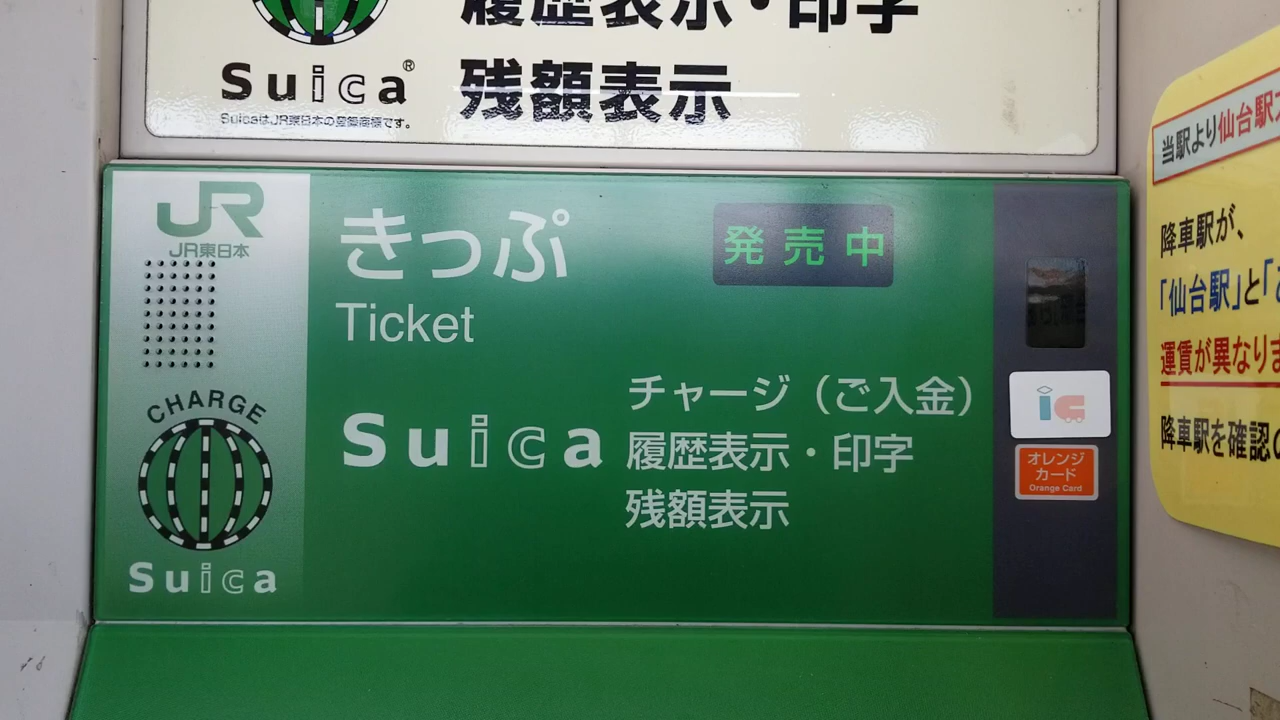 履歴表示・印字
Suica®
残額表示
SuicaはJR東日本の登録商標です。
JR
JR東日本
きっぷ
発売中
Ticket
CHARGE
Suica
Suica
チャージ（ご入金）
履歴表示・印字
残額表示
ic
オレンジ
カード
Orange Card
当駅より仙台駅
降車駅が、
「仙台駅」と「
運賃が異なりま
降車駅を確認の